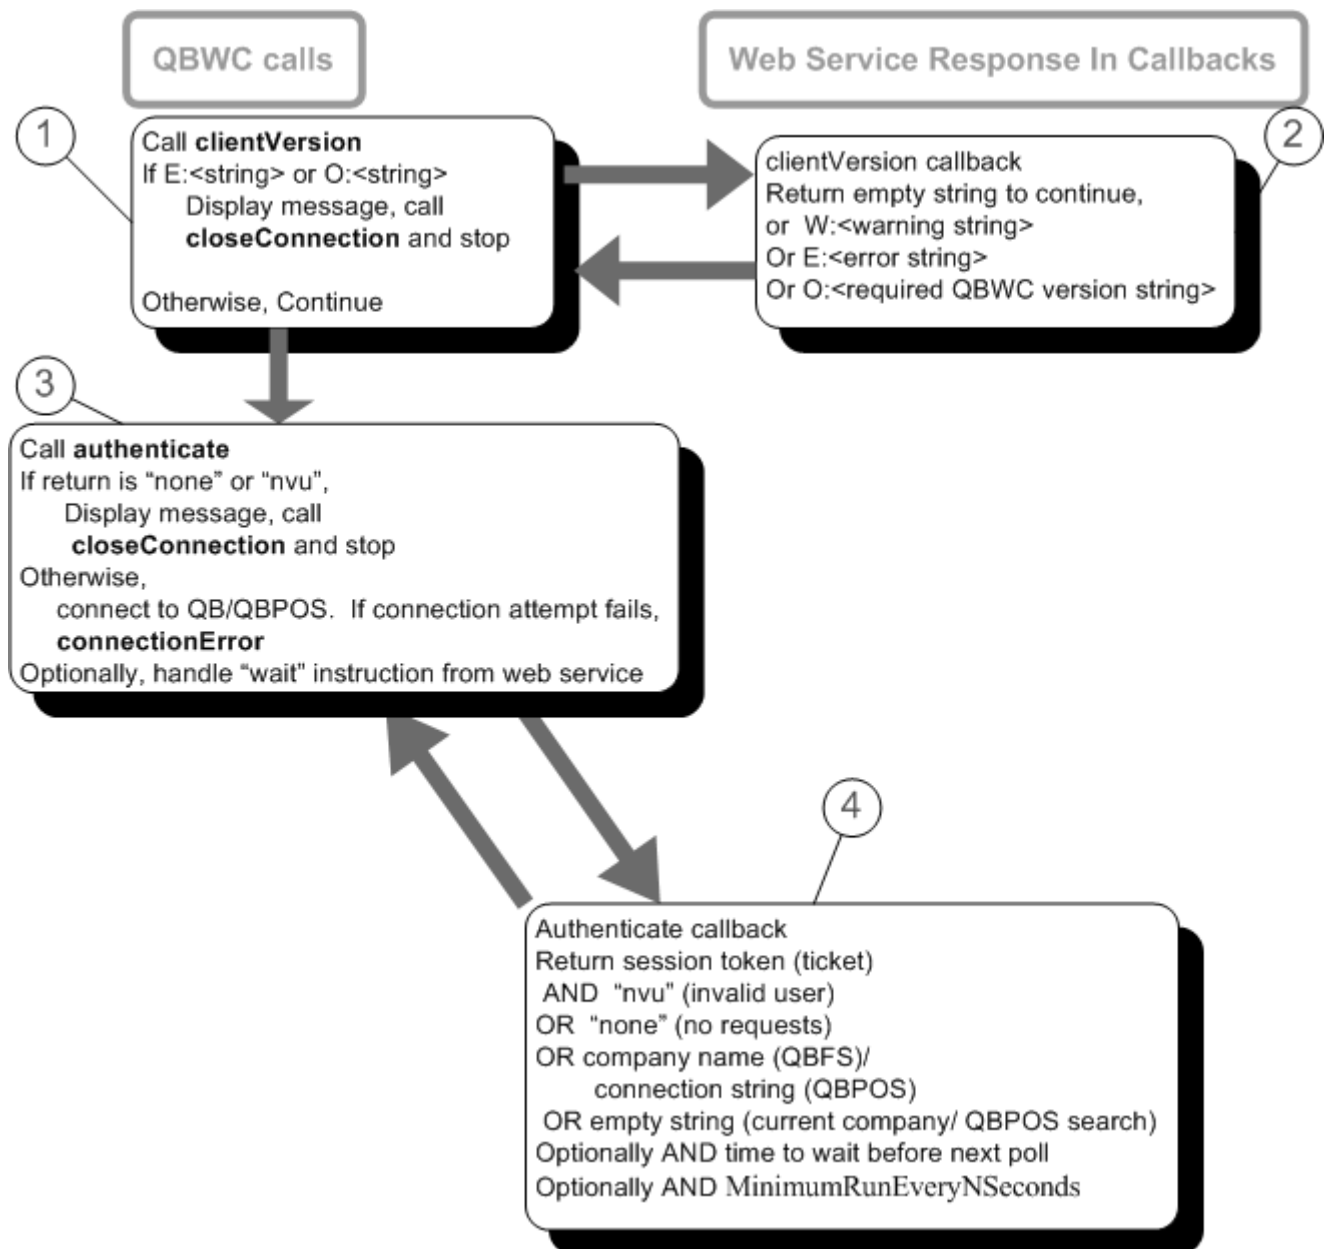 QBWC calls
Web Service Response In Callbacks
1
Call clientVersion
If E:<string> or O:<string>
Display message, call
closeConnection and stop
Otherwise, Continue
2
clientVersion callback
Return empty string to continue,
or W:<warning string>
Or E:<error string>
Or O:<required QBWC version string>
3
Call authenticate
If return is “none” or “nvu”,
Display message, call
closeConnection and stop
Otherwise,
connect to QB/QBPOS. If connection attempt fails,
connectionError
Optionally, handle “wait” instruction from web service
4
Authenticate callback
Return session token (ticket)
AND “nvu” (invalid user)
OR “none” (no requests)
OR company name (QBFS)/
connection string (QBPOS)
OR empty string (current company/ QBPOS search)
Optionally AND time to wait before next poll
Optionally AND MinimumRunEveryNSeconds